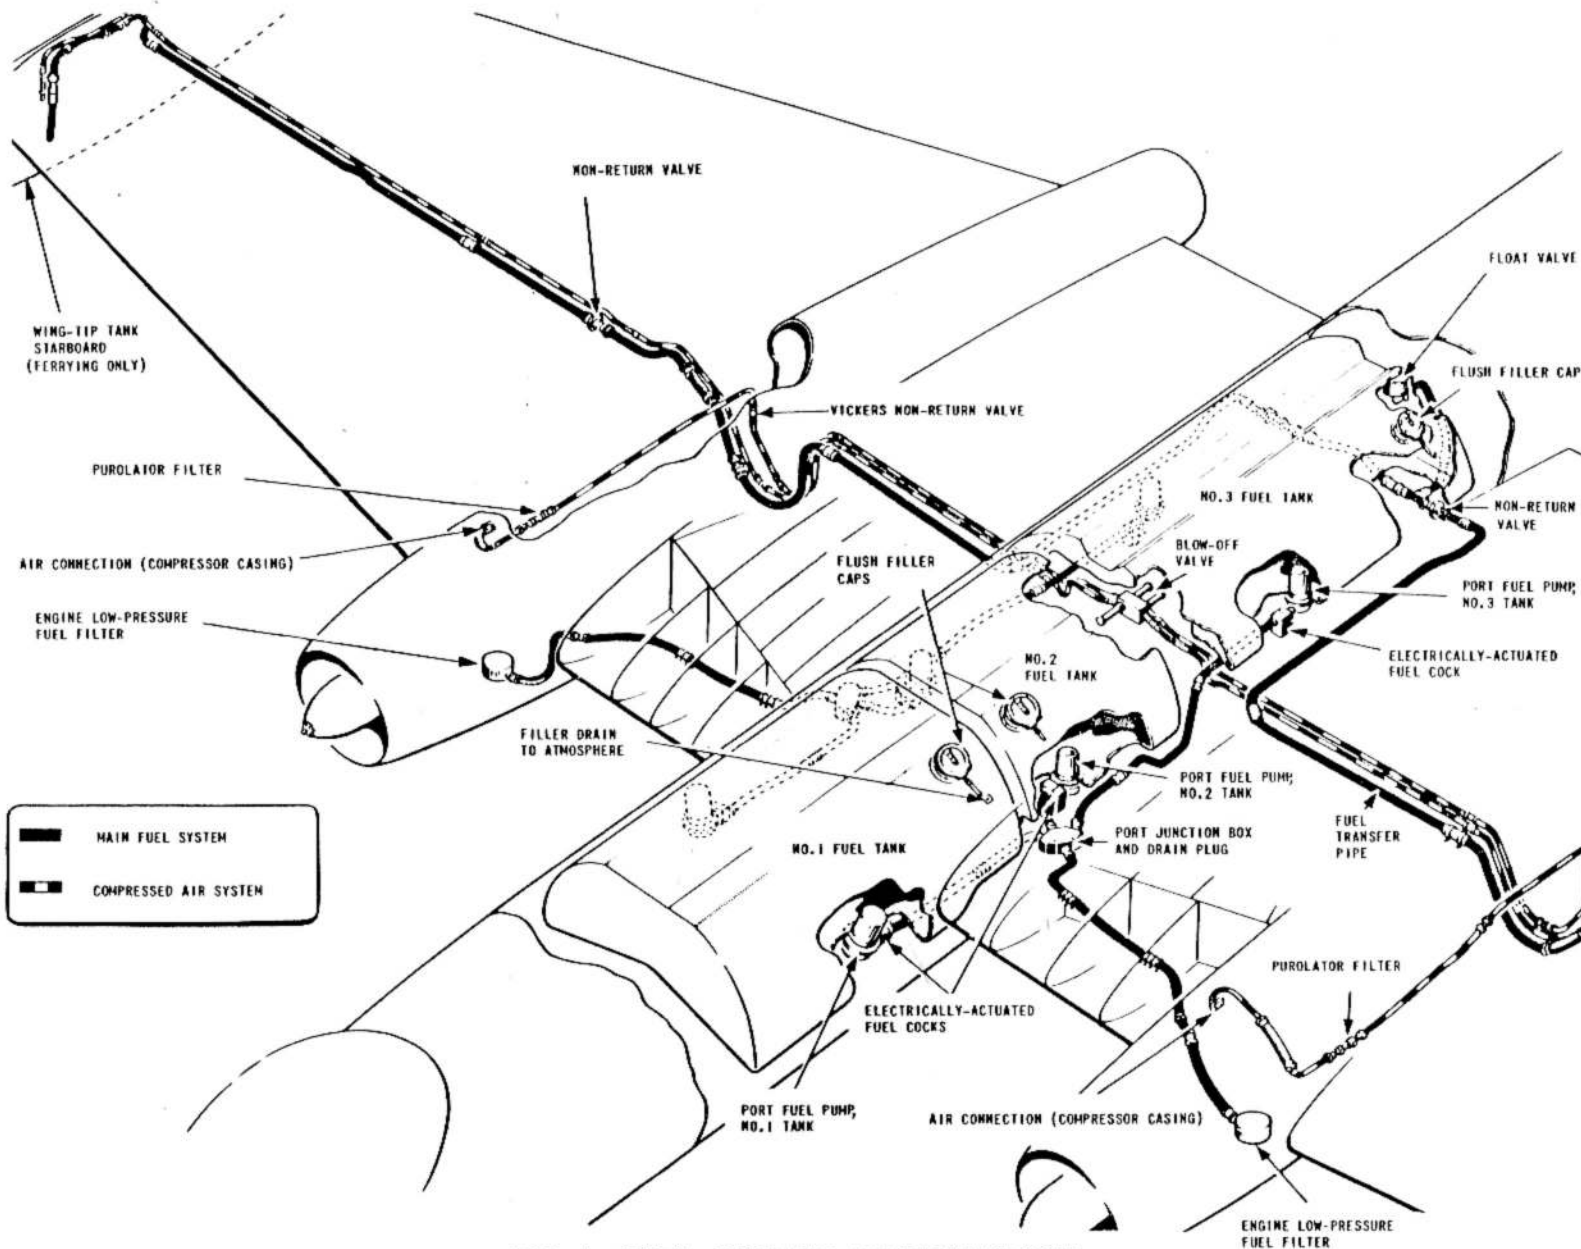 NON-RETURN VALVE
FLOAT VALVE
WING-TIP TANK
STARBOARD
(FERRYING ONLY)
FLUSH FILLER CAP
VICKERS NON-RETURN VALVE
PUROLATOR FILTER
NO.3 FUEL TANK
NON-RETURN
VALVE
AIR CONNECTION (COMPRESSOR CASING)
FLUSH FILLER
CAPS
BLOW-OFF
VALVE
PORT FUEL PUMP,
NO.3 TANK
ENGINE LOW-PRESSURE
FUEL FILTER
NO.2
FUEL TANK
ELECTRICALLY-ACTUATED
FUEL COCK
FILLER DRAIN
TO ATMOSPHERE
PORT FUEL PUMP,
NO.2 TANK
FUEL
TRANSFER
PIPE
MAIN FUEL SYSTEM
COMPRESSED AIR SYSTEM
NO.1 FUEL TANK
PORT JUNCTION BOX
AND DRAIN PLUG
PUROLATOR FILTER
ELECTRICALLY-ACTUATED
FUEL COCKS
PORT FUEL PUMP,
NO.1 TANK
AIR CONNECTION (COMPRESSOR CASING)
ENGINE LOW-PRESSURE
FUEL FILTER